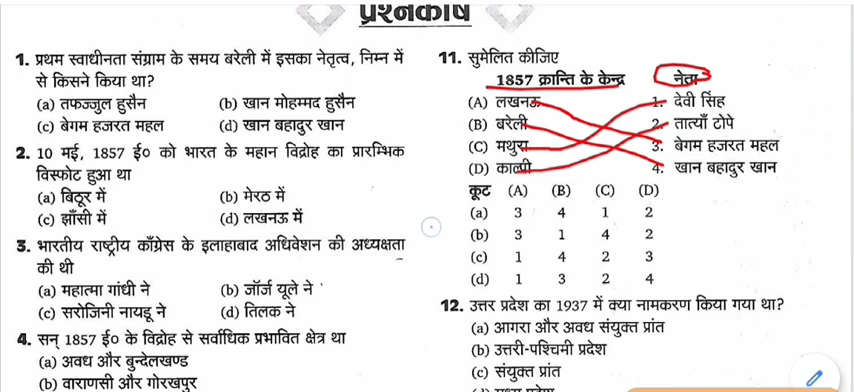 प्रश्नकोष
1. प्रथम स्वाधीनता संग्राम के समय बरेली में इसका नेतृत्व, निम्न में
से किसने किया था?
(a) तफज्जुल हुसैन (b) खान मोहम्मद हुसैन
(c) बेगम हजरत महल (d) खान बहादुर खान
2. 10 मई, 1857 ई० को भारत के महान विद्रोह का प्रारम्भिक
विस्फोट हुआ था
(a) बिठूर में (b) मेरठ में
(c) झाँसी में (d) लखनऊ में
3. भारतीय राष्ट्रीय काँग्रेस के इलाहाबाद अधिवेशन की अध्यक्षता
की थी
(a) महात्मा गांधी ने (b) जॉर्ज यूले ने
(c) सरोजिनी नायडू ने (d) तिलक ने
4. सन् 1857 ई० के विद्रोह से सर्वाधिक प्रभावित क्षेत्र था
(a) अवध और बुन्देलखण्ड
(b) वाराणसी और गोरखपुर
11. सुमेलित कीजिए
1857 क्रान्ति के केन्द्र नेता
(A) लखनऊ 1. देवी सिंह
(B) बरेली 2. तात्याँ टोपे
(C) मथुरा 3. बेगम हजरत महल
(D) काल्पी 4. खान बहादुर खान
कूट (A) (B) (C) (D)
(a) 3 4 1 2
(b) 3 1 4 2
(c) 1 4 2 3
(d) 1 3 2 4
12. उत्तर प्रदेश का 1937 में क्या नामकरण किया गया था?
(a) आगरा और अवध संयुक्त प्रांत
(b) उत्तरी-पश्चिमी प्रदेश
(c) संयुक्त प्रांत